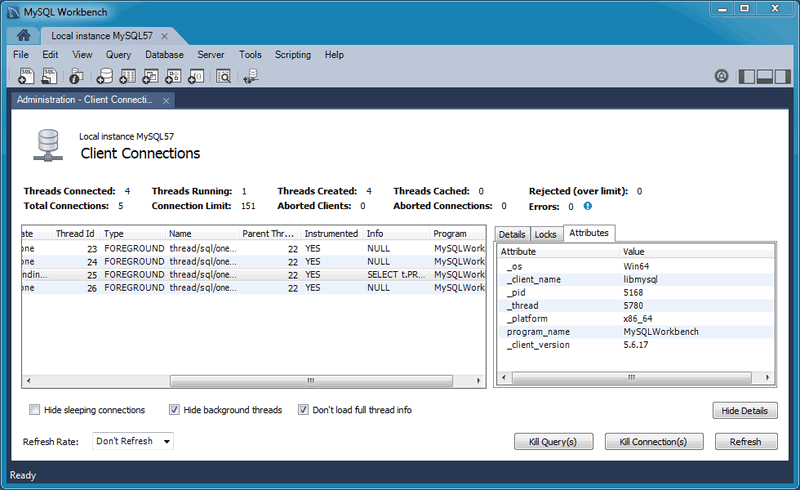 MySQL Workbench
Local instance MySQL57
File Edit View Query Database Server Tools Scripting Help
Administration - Client Connecti...
Local instance MySQL57
Client Connections
Threads Connected: 4 Threads Running: 1 Threads Created: 4 Threads Cached: 0 Rejected (over limit): 0
Total Connections: 5 Connection Limit: 151 Aborted Clients: 0 Aborted Connections: 0 Errors: 0
ate Thread Id Type Name Parent Thr... Instrumented Info Program
one 23 FOREGROUND thread/sql/one... 22 YES NULL MySQLWork
one 24 FOREGROUND thread/sql/one... 22 YES NULL MySQLWork
ndin... 25 FOREGROUND thread/sql/one... 22 YES SELECT t.PR... MySQLWork
one 26 FOREGROUND thread/sql/one... 22 YES NULL MySQLWork
Details Locks Attributes
Attribute Value
_os Win64
_client_name libmysql
_pid 5168
_thread 5780
_platform x86_64
program_name MySQLWorkbench
_client_version 5.6.17
Hide sleeping connections Hide background threads Don't load full thread info Hide Details
Refresh Rate: Don't Refresh Kill Query(s) Kill Connection(s) Refresh
Ready